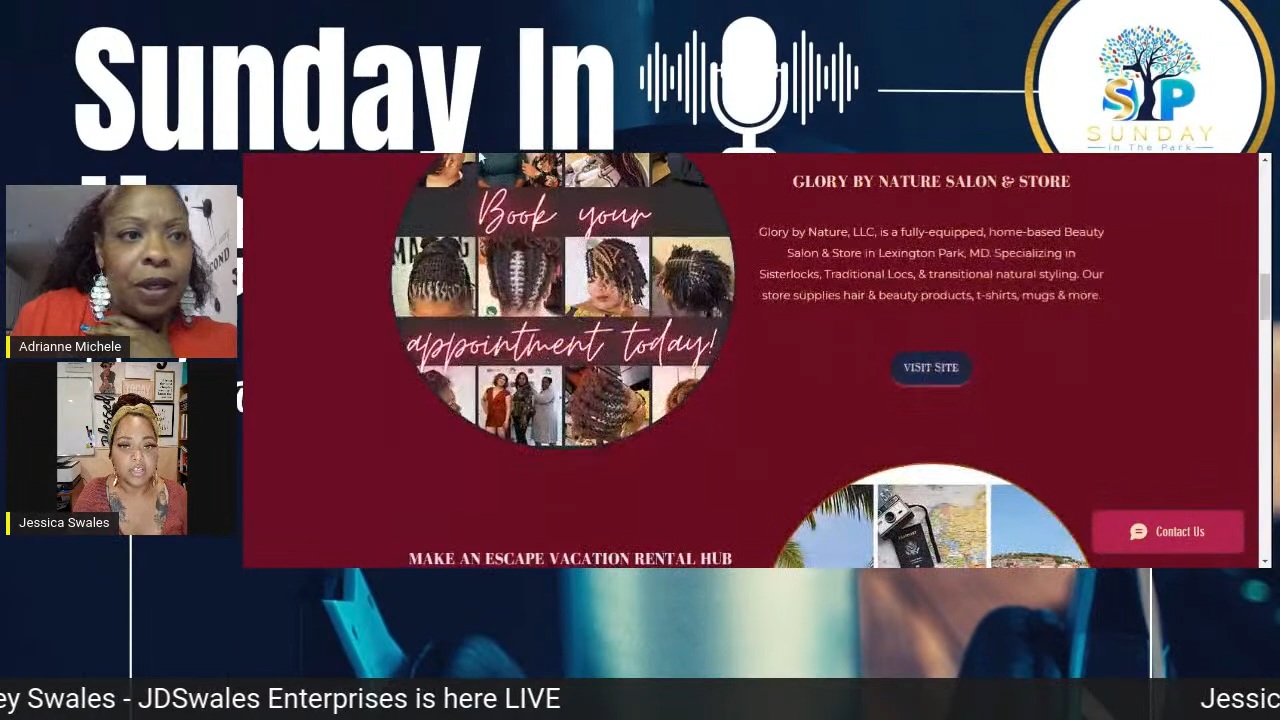 Sunday In
SP
SUNDAY
in The Park
Book your
appointment today!
GLORY BY NATURE SALON & STORE
Glory by Nature, LLC, is a fully-equipped, home-based Beauty
Salon & Store in Lexington Park, MD. Specializing in
Sisterlocks, Traditional Locs, & transitional natural styling. Our
store supplies hair & beauty products, t-shirts, mugs & more.
VISIT SITE
Adrianne Michele
Blessed
TODAY
Jessica Swales
MAKE AN ESCAPE VACATION RENTAL HUB
Contact Us
ey Swales - JDSwales Enterprises is here LIVE
Jessic